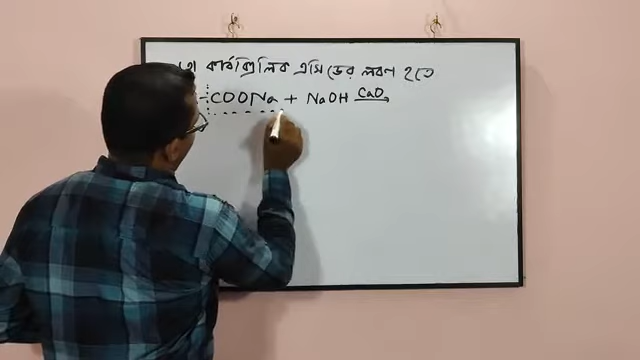 কার্বক্সিলিক এসিডের লবণ হতে
-COONa + NaOH CaO→